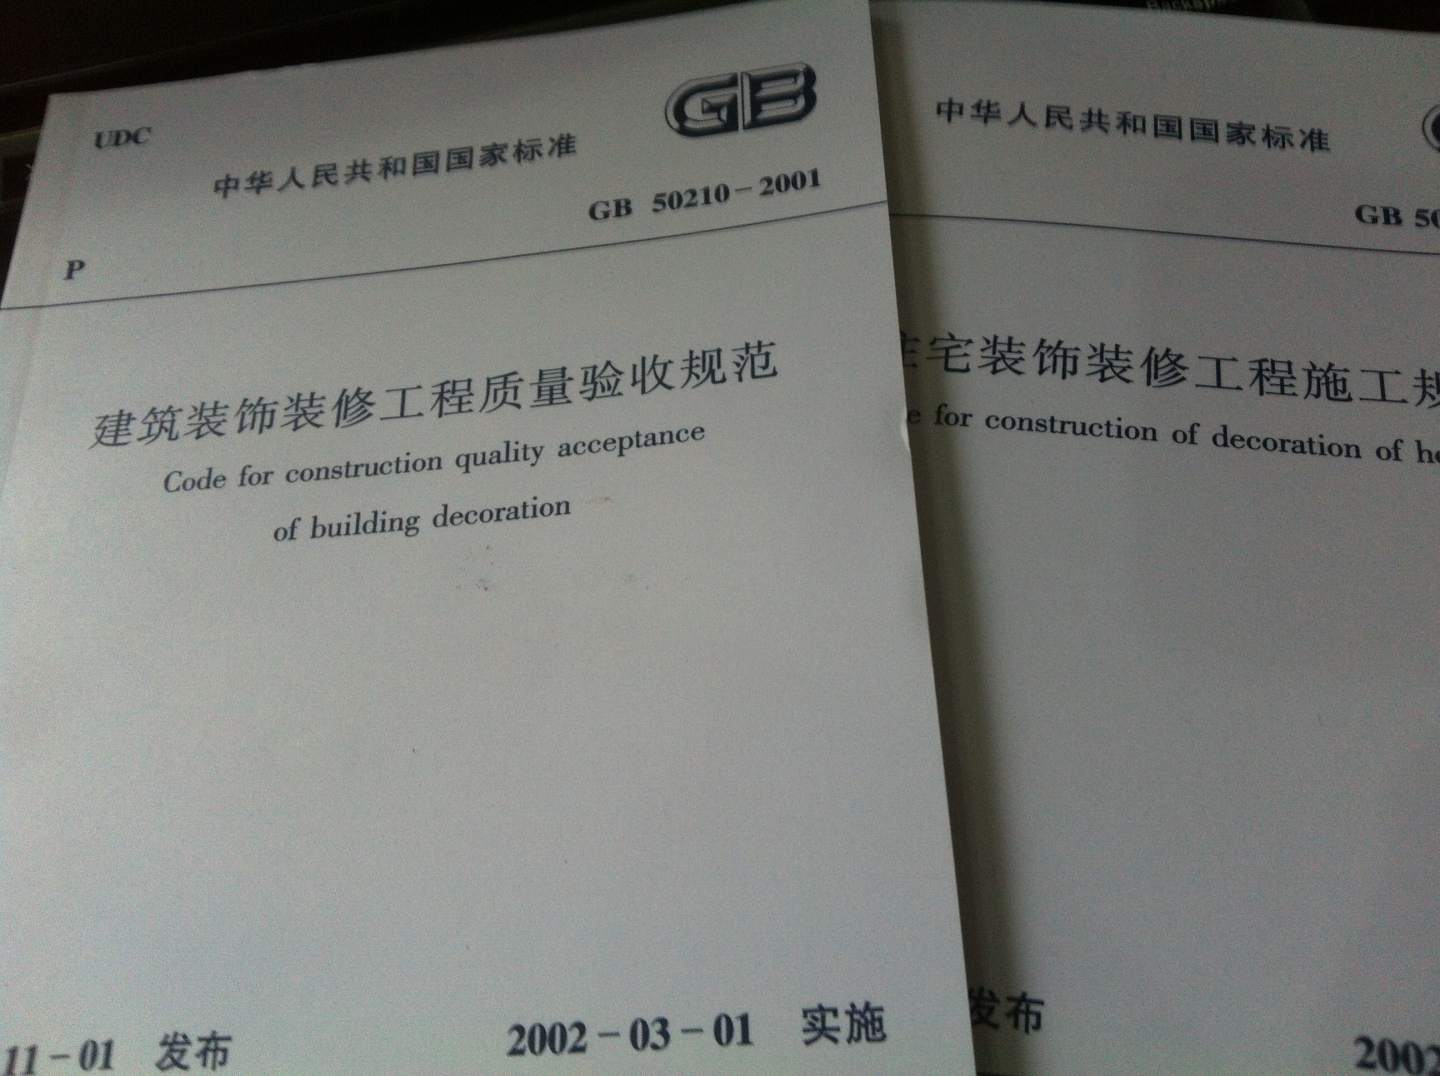 UDC
中华人民共和国国家标准
GB
GB 50210-2001
P
建筑装饰装修工程质量验收规范
Code for construction quality acceptance
of building decoration
11-01 发布
2002-03-01 实施
中华人民共和国国家标准
GB 50
住宅装饰装修工程施工规
for construction of decoration of
发布
2002